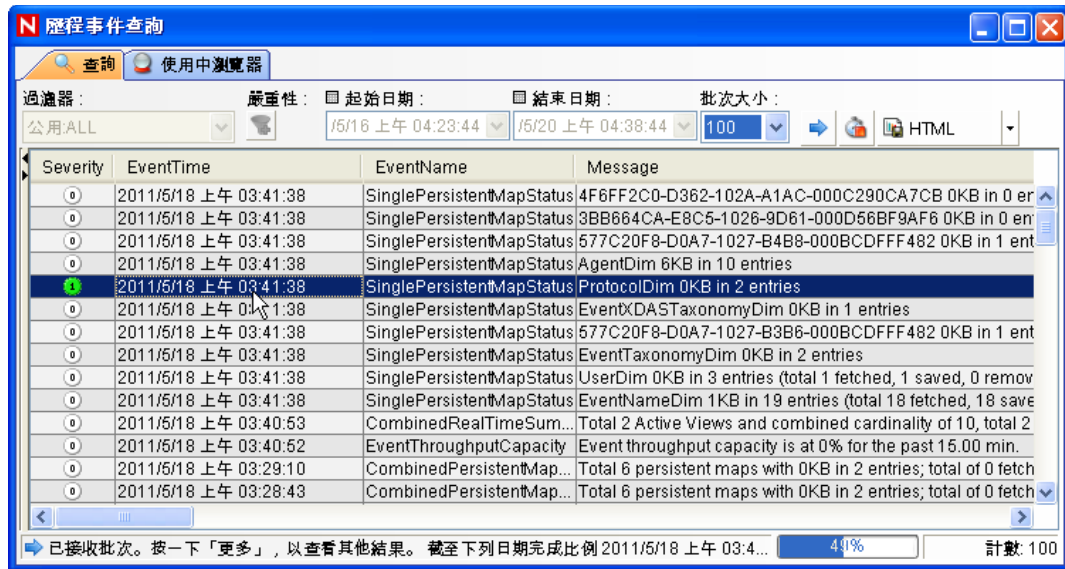 N 歷程事件查詢
查詢 使用中瀏覽器
過濾器： 嚴重性： 起始日期： 結束日期： 批次大小：
公用:ALL /5/16 上午 04:23:44 /5/20 上午 04:38:44 100 HTML
Severity EventTime EventName Message
0 2011/5/18 上午 03:41:38 SinglePersistentMapStatus 4F6FF2C0-D362-102A-A1AC-000C290CA7CB 0KB in 0 er
0 2011/5/18 上午 03:41:38 SinglePersistentMapStatus 3BB664CA-E8C5-1026-9D61-000D56BF9AF6 0KB in 0 en
0 2011/5/18 上午 03:41:38 SinglePersistentMapStatus 577C20F8-D0A7-1027-B4B8-000BCDFFF482 0KB in 1 ent
0 2011/5/18 上午 03:41:38 SinglePersistentMapStatus AgentDim 6KB in 10 entries
1 2011/5/18 上午 03:41:38 SinglePersistentMapStatus ProtocolDim 0KB in 2 entries
0 2011/5/18 上午 03:41:38 SinglePersistentMapStatus EventXDASTaxonomyDim 0KB in 1 entries
0 2011/5/18 上午 03:41:38 SinglePersistentMapStatus 577C20F8-D0A7-1027-B3B6-000BCDFFF482 0KB in 1 ent
0 2011/5/18 上午 03:41:38 SinglePersistentMapStatus EventTaxonomyDim 0KB in 2 entries
0 2011/5/18 上午 03:41:38 SinglePersistentMapStatus UserDim 0KB in 3 entries (total 1 fetched, 1 saved, 0 remov
0 2011/5/18 上午 03:41:38 SinglePersistentMapStatus EventNameDim 1KB in 19 entries (total 18 fetched, 18 save
0 2011/5/18 上午 03:40:53 CombinedRealTimeSum... Total 2 Active Views and combined cardinality of 10, total 2
0 2011/5/18 上午 03:40:52 EventThroughputCapacity Event throughput capacity is at 0% for the past 15.00 min.
0 2011/5/18 上午 03:29:10 CombinedPersistentMap... Total 6 persistent maps with 0KB in 2 entries; total of 0 fetch
0 2011/5/18 上午 03:28:43 CombinedPersistentMap... Total 6 persistent maps with 0KB in 2 entries; total of 0 fetch
已接收批次。按一下「更多」，以查看其他結果。 截至下列日期完成比例 2011/5/18 上午 03:4... 49% 計數: 100